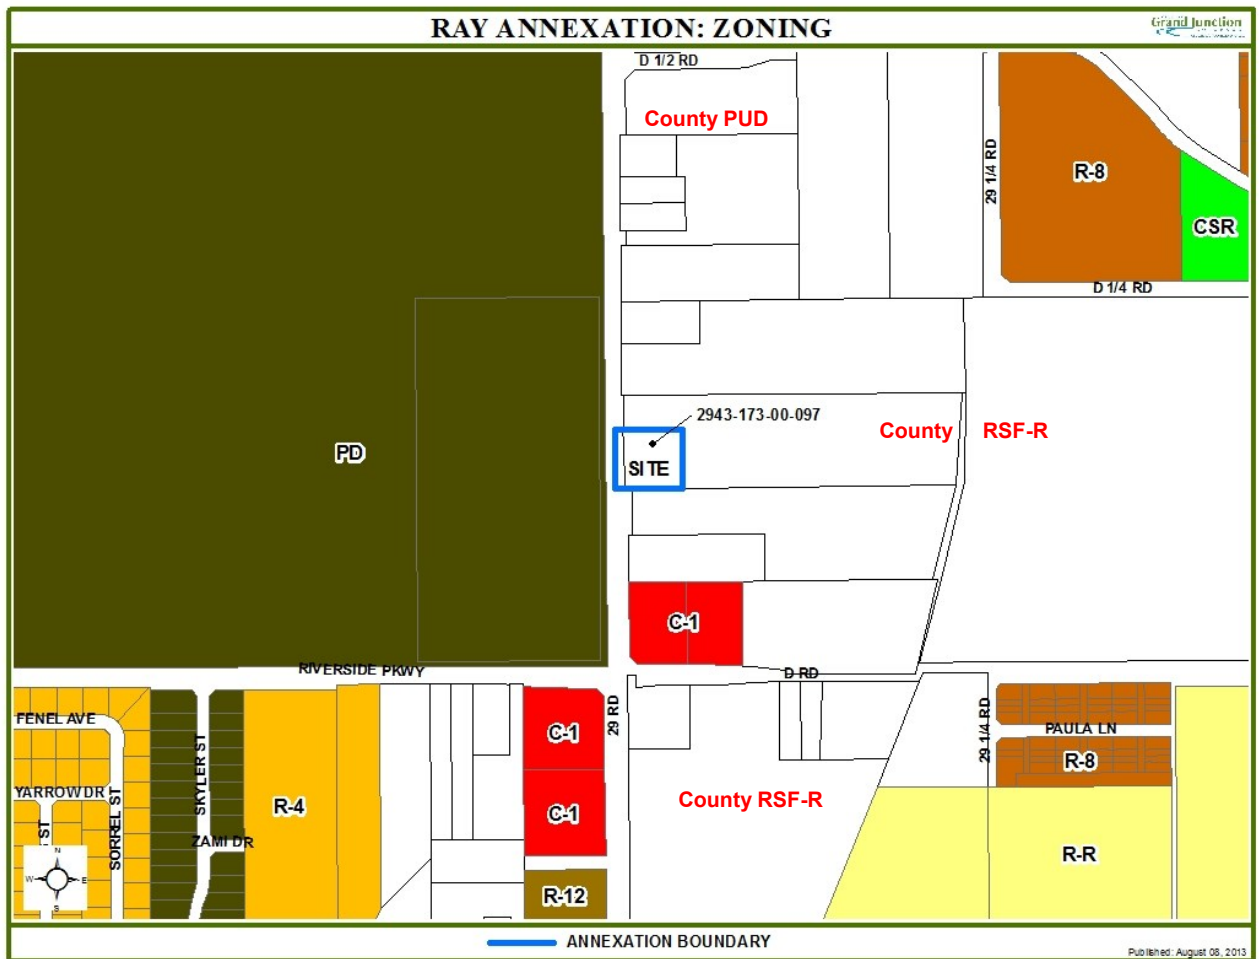 RAY ANNEXATION: ZONING
Grand Junction
D 1/2 RD
County PUD
29 1/4 RD
R-8
CSR
D 1/4 RD
2943-173-00-097
County RSF-R
PD
SITE
C-1
RIVERSIDE PKWY
D RD
FENEL AVE
29 RD
C-1
29 1/4 RD
PAULA LN
SKYLER ST
R-8
YARROW DR
R-4
County RSF-R
C-1
ST
SORREL ST
ZAMI DR
N
W
E
S
R-R
R-12
ANNEXATION BOUNDARY
Published: August 08, 2013